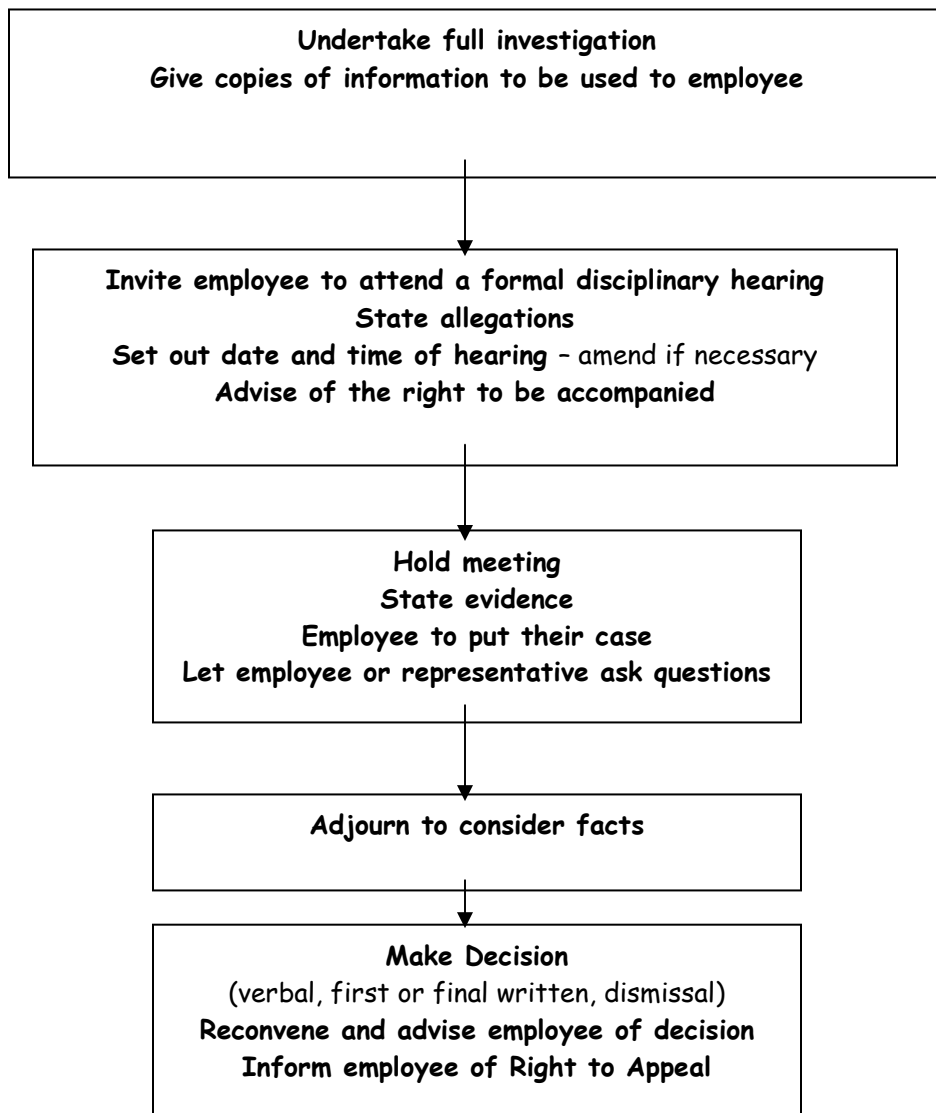 Undertake full investigation
Give copies of information to be used to employee
Invite employee to attend a formal disciplinary hearing
State allegations
Set out date and time of hearing – amend if necessary
Advise of the right to be accompanied
Hold meeting
State evidence
Employee to put their case
Let employee or representative ask questions
Adjourn to consider facts
Make Decision
(verbal, first or final written, dismissal)
Reconvene and advise employee of decision
Inform employee of Right to Appeal